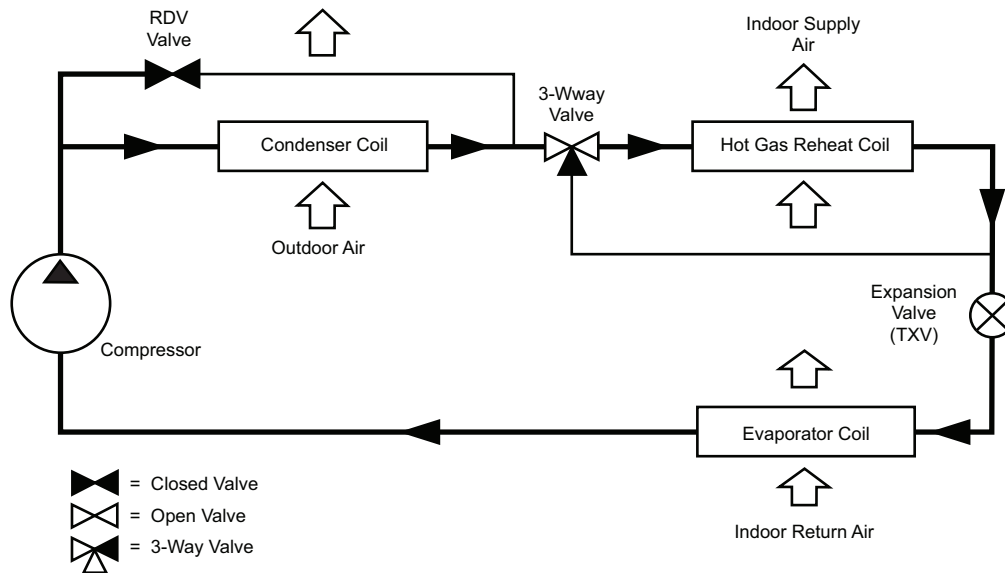 RDV
Valve
Indoor Supply
Air
3-Wway
Valve
Condenser Coil
Hot Gas Reheat Coil
Outdoor Air
Expansion
Valve
(TXV)
Compressor
Evaporator Coil
= Closed Valve
= Open Valve
= 3-Way Valve
Indoor Return Air